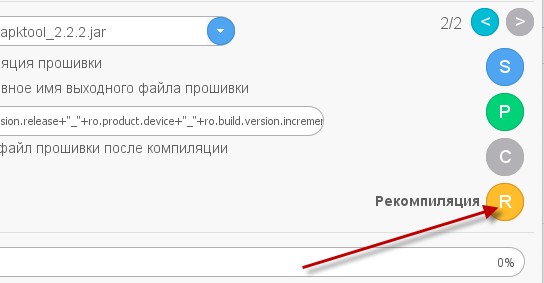 2/2 < >
apktool_2.2.2.jar
S
яция прошивки
P
вное имя выходного файла прошивки
sion.release+"_"+ro.product.device+"_"+ro.build.version.incremer
C
файл прошивки после компиляции
Рекомпиляция R
0%